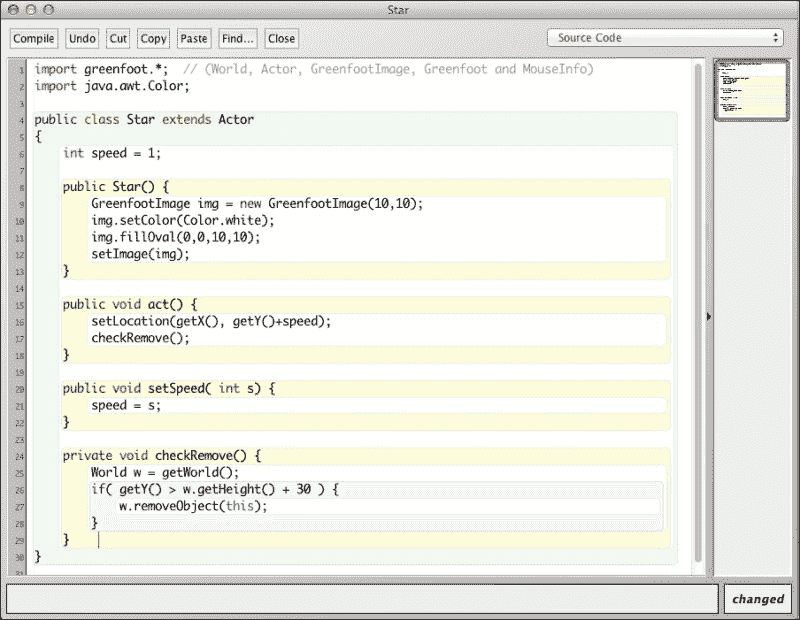 Star
Compile Undo Cut Copy Paste Find... Close Source Code
1 import greenfoot.*;  // (World, Actor, GreenfootImage, Greenfoot and MouseInfo)
2 import java.awt.Color;
3
4 public class Star extends Actor
5 {
6 int speed = 1;
7
8 public Star() {
9 GreenfootImage img = new GreenfootImage(10,10);
10 img.setColor(Color.white);
11 img.fillOval(0,0,10,10);
12 setImage(img);
13 }
14
15 public void act() {
16 setLocation(getX(), getY()+speed);
17 checkRemove();
18 }
19
20 public void setSpeed( int s) {
21 speed = s;
22 }
23
24 private void checkRemove() {
25 World w = getWorld();
26 if( getY() > w.getHeight() + 30 ) {
27 w.removeObject(this);
28 }
29 }
30 }
31
changed